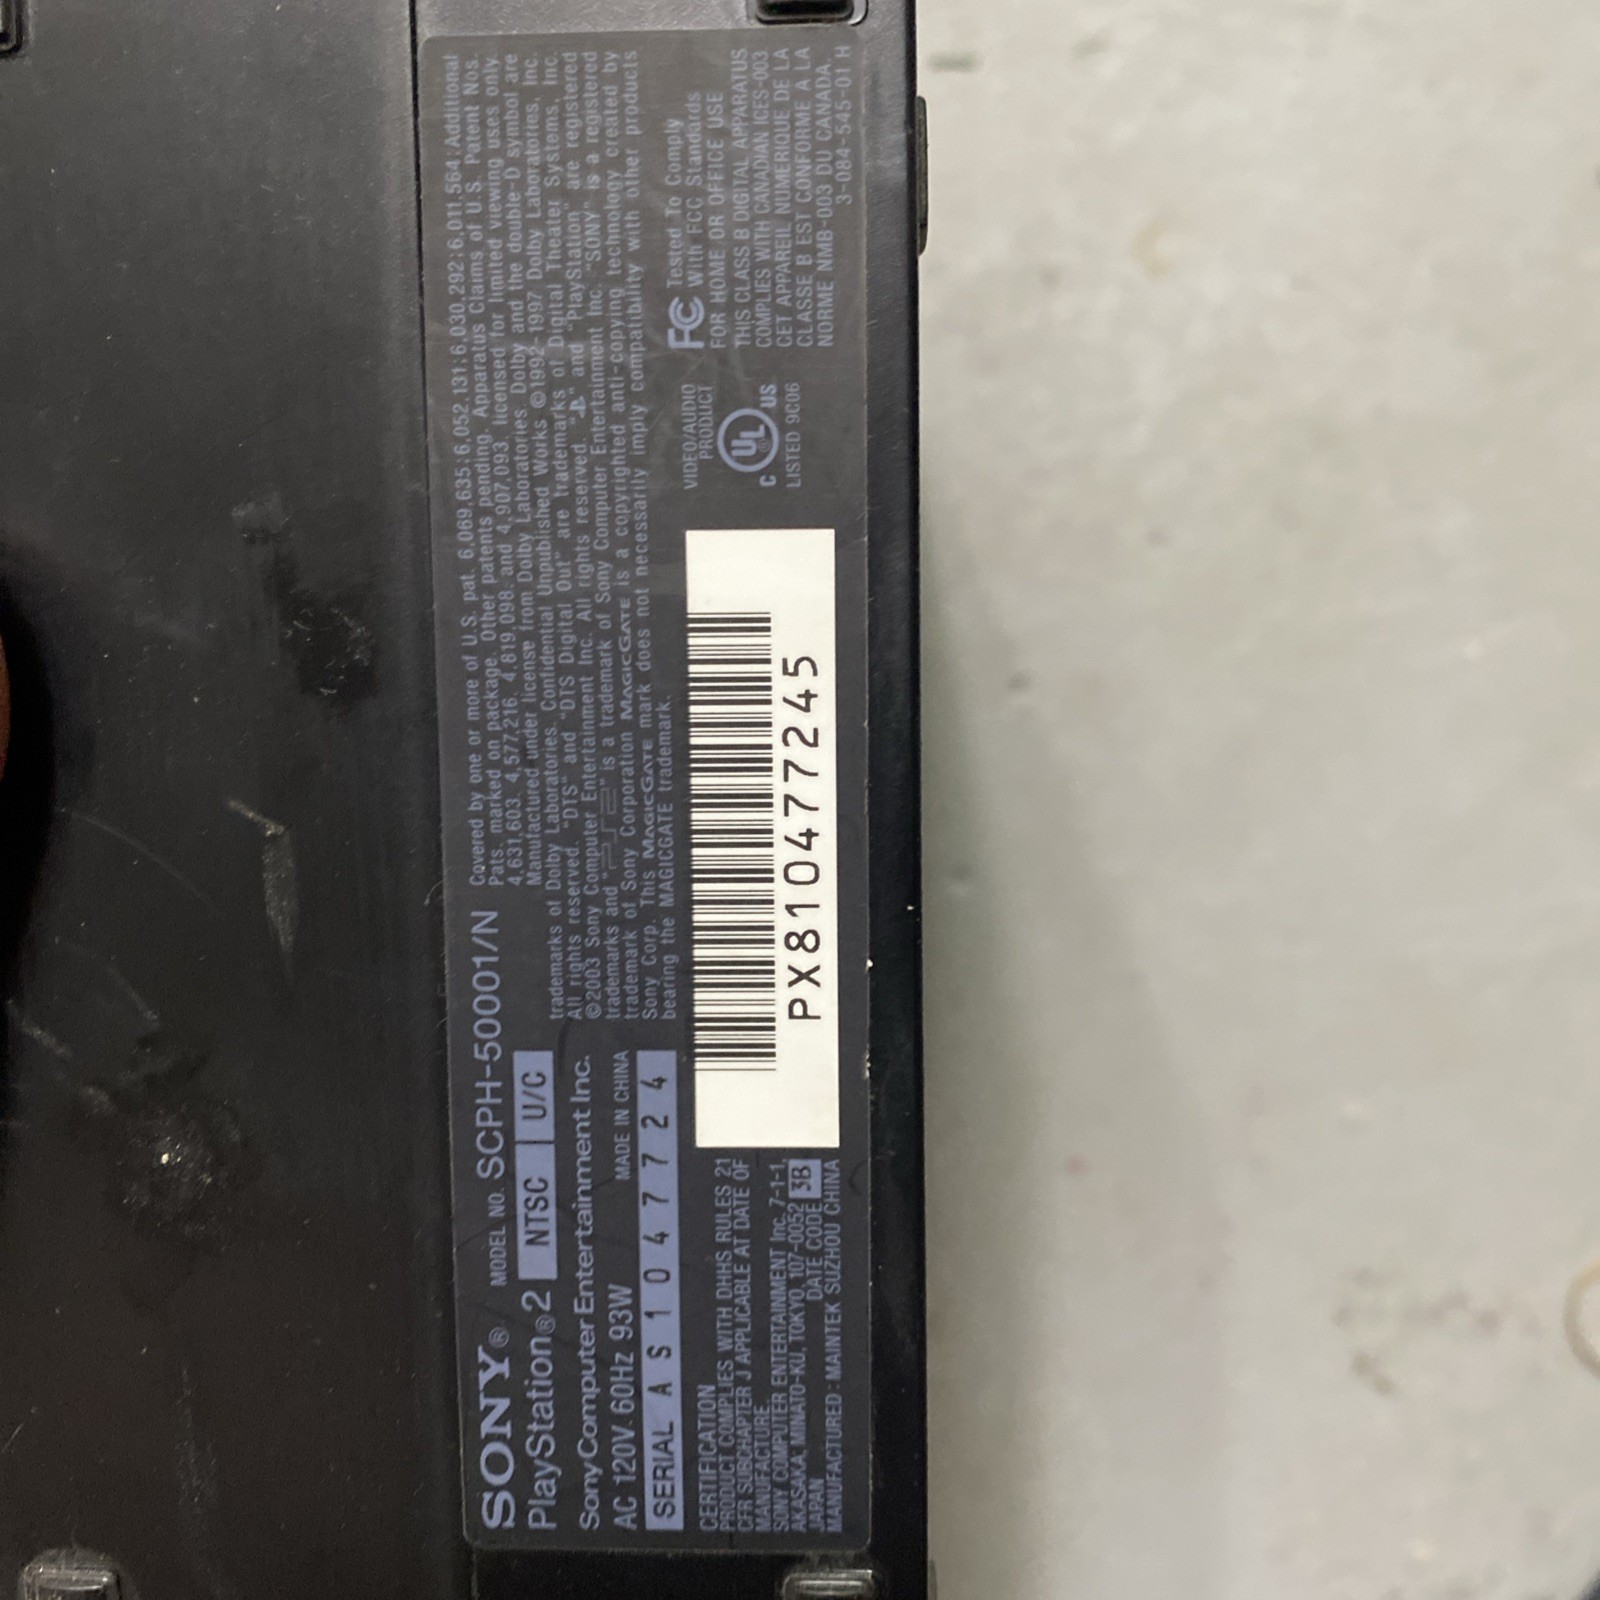 SONY® MODEL NO. SCPH-50001/N
PlayStation®2 NTSC U/C
Sony Computer Entertainment Inc.
AC 120V 60Hz 93W MADE IN CHINA
SERIAL AS10477724
Covered by one or more of U.S. pat. 6,069,635;6,052,131;6,030,292;6,011,564;Additional
Pats. marked on package. Other patents pending. Apparatus Claims of U.S. Patent Nos.
4,631,603. 4,577,216. 4,819,098. and 4,907,093. licensed for limited viewing uses only.
Manufactured under license from Dolby Laboratories. Dolby and the double-D symbol are
trademarks of Dolby Laboratories. Confidential Unpublished Works ©1992-1997 Dolby Laboratories, Inc.
All rights reserved. "DTS" and "DTS Digital Out" are trademarks of Digital Theater Systems, Inc.
©2003 Sony Computer Entertainment Inc. All rights reserved. " " and "PlayStation" are registered
trademarks and "PS2" is a trademark of Sony Computer Entertainment Inc. "SONY" is a registered
trademark of Sony Corporation MAGICGATE is a copyrighted anti-copying technology created by
Sony Corp. This MAGICGATE mark does not necessarily imply compatibility with other products
bearing the MAGICGATE trademark.
CERTIFICATION
PRODUCT COMPLIES WITH DHHS RULES 21
CFR SUBCHAPTER J APPLICABLE AT DATE OF
MANUFACTURE.
SONY COMPUTER ENTERTAINMENT Inc. 7-1-1,
AKASAKA, MINATO-KU, TOKYO, 107-0052
JAPAN DATE CODE 3B
MANUFACTURED: MAINTEK SUZHOU CHINA
PX810477245
VIDEO/AUDIO
PRODUCT
C UL US
LISTED 9C06
FC Tested To Comply
With FCC Standards
FOR HOME OR OFFICE USE
THIS CLASS B DIGITAL APPARATUS
COMPLIES WITH CANADIAN ICES-003
CET APPAREIL NUMERIQUE DE LA
CLASSE B EST CONFORME A LA
NORME NMB-003 DU CANADA.
3-084-545-01 H